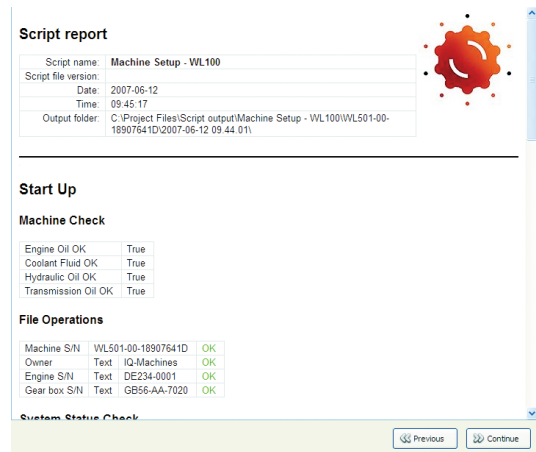 Script report
Script name: Machine Setup - WL100
Script file version:
Date: 2007-06-12
Time: 09:45:17
Output folder: C:\Project Files\Script output\Machine Setup - WL100\WL501-00-
18907641D\2007-06-12 09.44.01\
Start Up
Machine Check
Engine Oil OK True
Coolant Fluid OK True
Hydraulic Oil OK True
Transmission Oil OK True
File Operations
Machine S/N WL501-00-18907641D OK
Owner Text IQ-Machines OK
Engine S/N Text DE234-0001 OK
Gear box S/N Text GB56-AA-7020 OK
System Status Check
Previous Continue